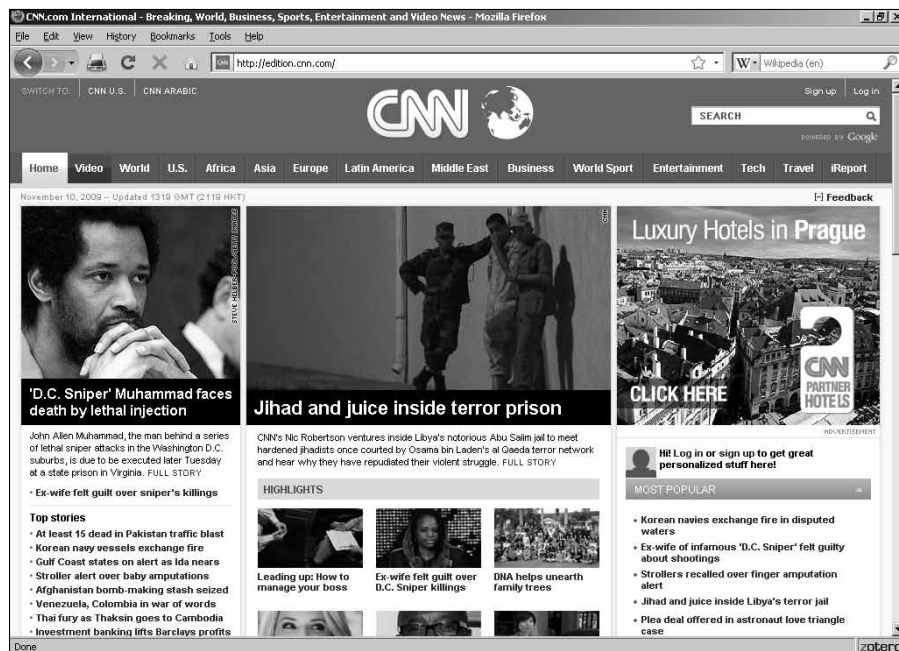 CNN.com International - Breaking, World, Business, Sports, Entertainment and Video News - Mozilla Firefox
File Edit View History Bookmarks Tools Help
CNN http://edition.cnn.com/ W Wikipedia (en)
SWITCH TO: CNN U.S. CNN ARABIC
Sign up Log in
CNN
SEARCH
POWERED BY Google
Home Video World U.S. Africa Asia Europe Latin America Middle East Business World Sport Entertainment Tech Travel iReport
November 10, 2009 -- Updated 1319 GMT (2119 HKT)
[-] Feedback
STEVE HELBER-POOL/GETTY IMAGES
'D.C. Sniper' Muhammad faces
death by lethal injection
John Allen Muhammad, the man behind a series
of lethal sniper attacks in the Washington D.C.
suburbs, is due to be executed later Tuesday
at a state prison in Virginia. FULL STORY
• Ex-wife felt guilt over sniper's killings
Top stories
• At least 15 dead in Pakistan traffic blast
• Korean navy vessels exchange fire
• Gulf Coast states on alert as Ida nears
• Stroller alert over baby amputations
• Afghanistan bomb-making stash seized
• Venezuela, Colombia in war of words
• Thai fury as Thaksin goes to Cambodia
• Investment banking lifts Barclays profits
CNN
Jihad and juice inside terror prison
CNN's Nic Robertson ventures inside Libya's notorious Abu Salim jail to meet
hardened jihadists once courted by Osama bin Laden's al Qaeda terror network
and hear why they have repudiated their violent struggle. FULL STORY
HIGHLIGHTS
Leading up: How to
manage your boss
Ex-wife felt guilt over
D.C. Sniper killings
DNA helps unearth
family trees
Luxury Hotels in Prague
CLICK HERE
CNN
PARTNER
HOTELS
ADVERTISEMENT
Hi! Log in or sign up to get great
personalized stuff here!
MOST POPULAR
• Korean navies exchange fire in disputed
waters
• Ex-wife of infamous 'D.C. Sniper' felt guilty
about shootings
• Strollers recalled over finger amputation
alert
• Jihad and juice inside Libya's terror jail
• Plea deal offered in astronaut love triangle
case
Done
zotero